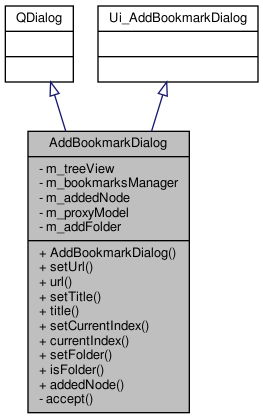 QDialog
Ui_AddBookmarkDialog
AddBookmarkDialog
- m_treeView
- m_bookmarksManager
- m_addedNode
- m_proxyModel
- m_addFolder
+ AddBookmarkDialog()
+ setUrl()
+ url()
+ setTitle()
+ title()
+ setCurrentIndex()
+ currentIndex()
+ setFolder()
+ isFolder()
+ addedNode()
- accept()